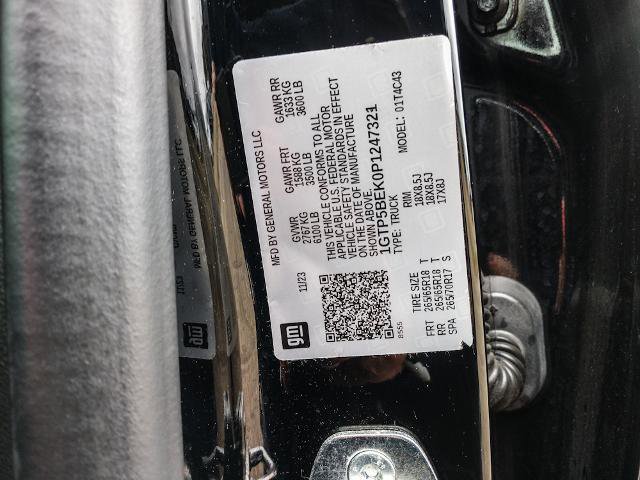 gm
11/23 MFD BY GENERAL MOTORS LLC
GVWR GAWR FRT GAWR RR
2767 KG 1588 KG 1633 KG
6100 LB 3500 LB 3600 LB
THIS VEHICLE CONFORMS TO ALL
APPLICABLE U.S. FEDERAL MOTOR
VEHICLE SAFETY STANDARDS IN EFFECT
ON THE DATE OF MANUFACTURE
SHOWN ABOVE.
1GTP5BEK0P1247321
TYPE: TRUCK MODEL: 01T4C43
8555
TIRE SIZE RIM
FRT 265/65R18 T 18X8.5J
RR 265/65R18 T 18X8.5J
SPA 265/70R17 S 17X8J